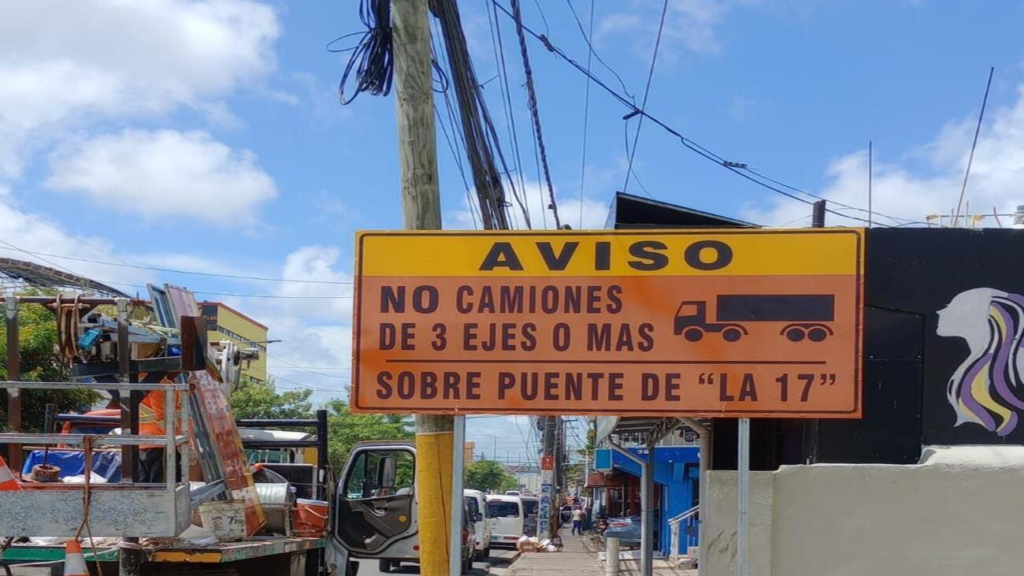 AVISO
NO CAMIONES
DE 3 EJES O MAS
SOBRE PUENTE DE “LA 17”